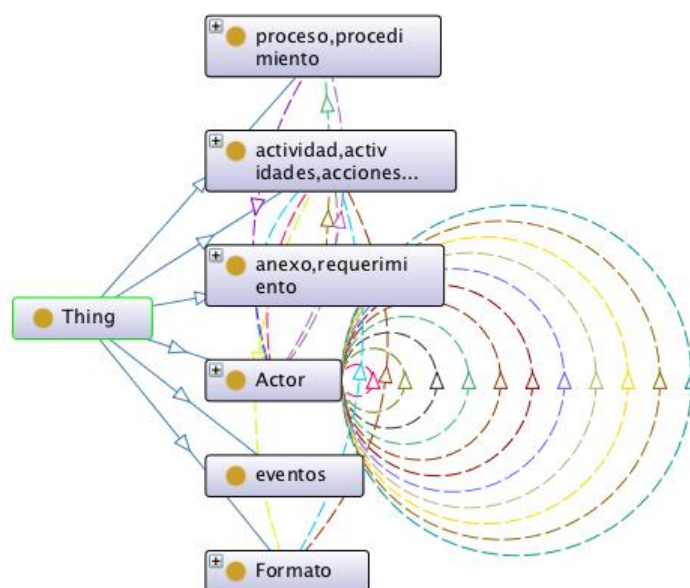 proceso,procedi
miento
actividad,activ
idades,acciones...
anexo,requerimi
ento
Thing
Actor
eventos
Formato